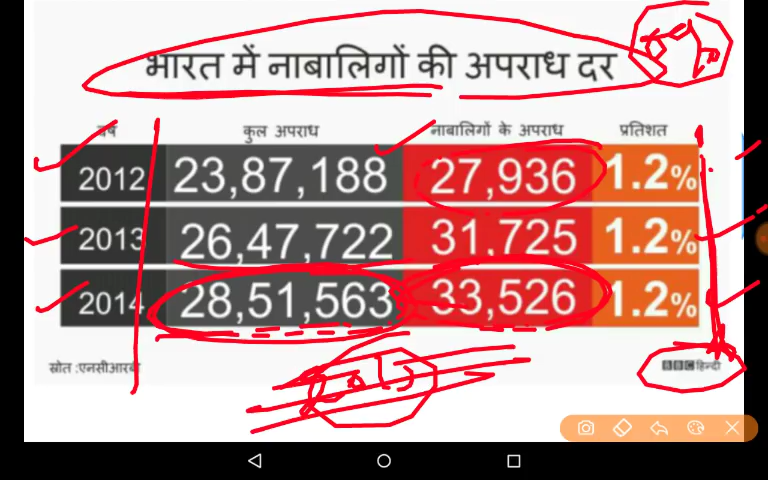 भारत में नाबालिगों की अपराध दर
वर्ष कुल अपराध नाबालिगों के अपराध प्रतिशत
2012 23,87,188 27,936 1.2%
2013 26,47,722 31,725 1.2%
2014 28,51,563 33,526 1.2%
स्रोत :एनसीआरबी
BBC हिन्दी